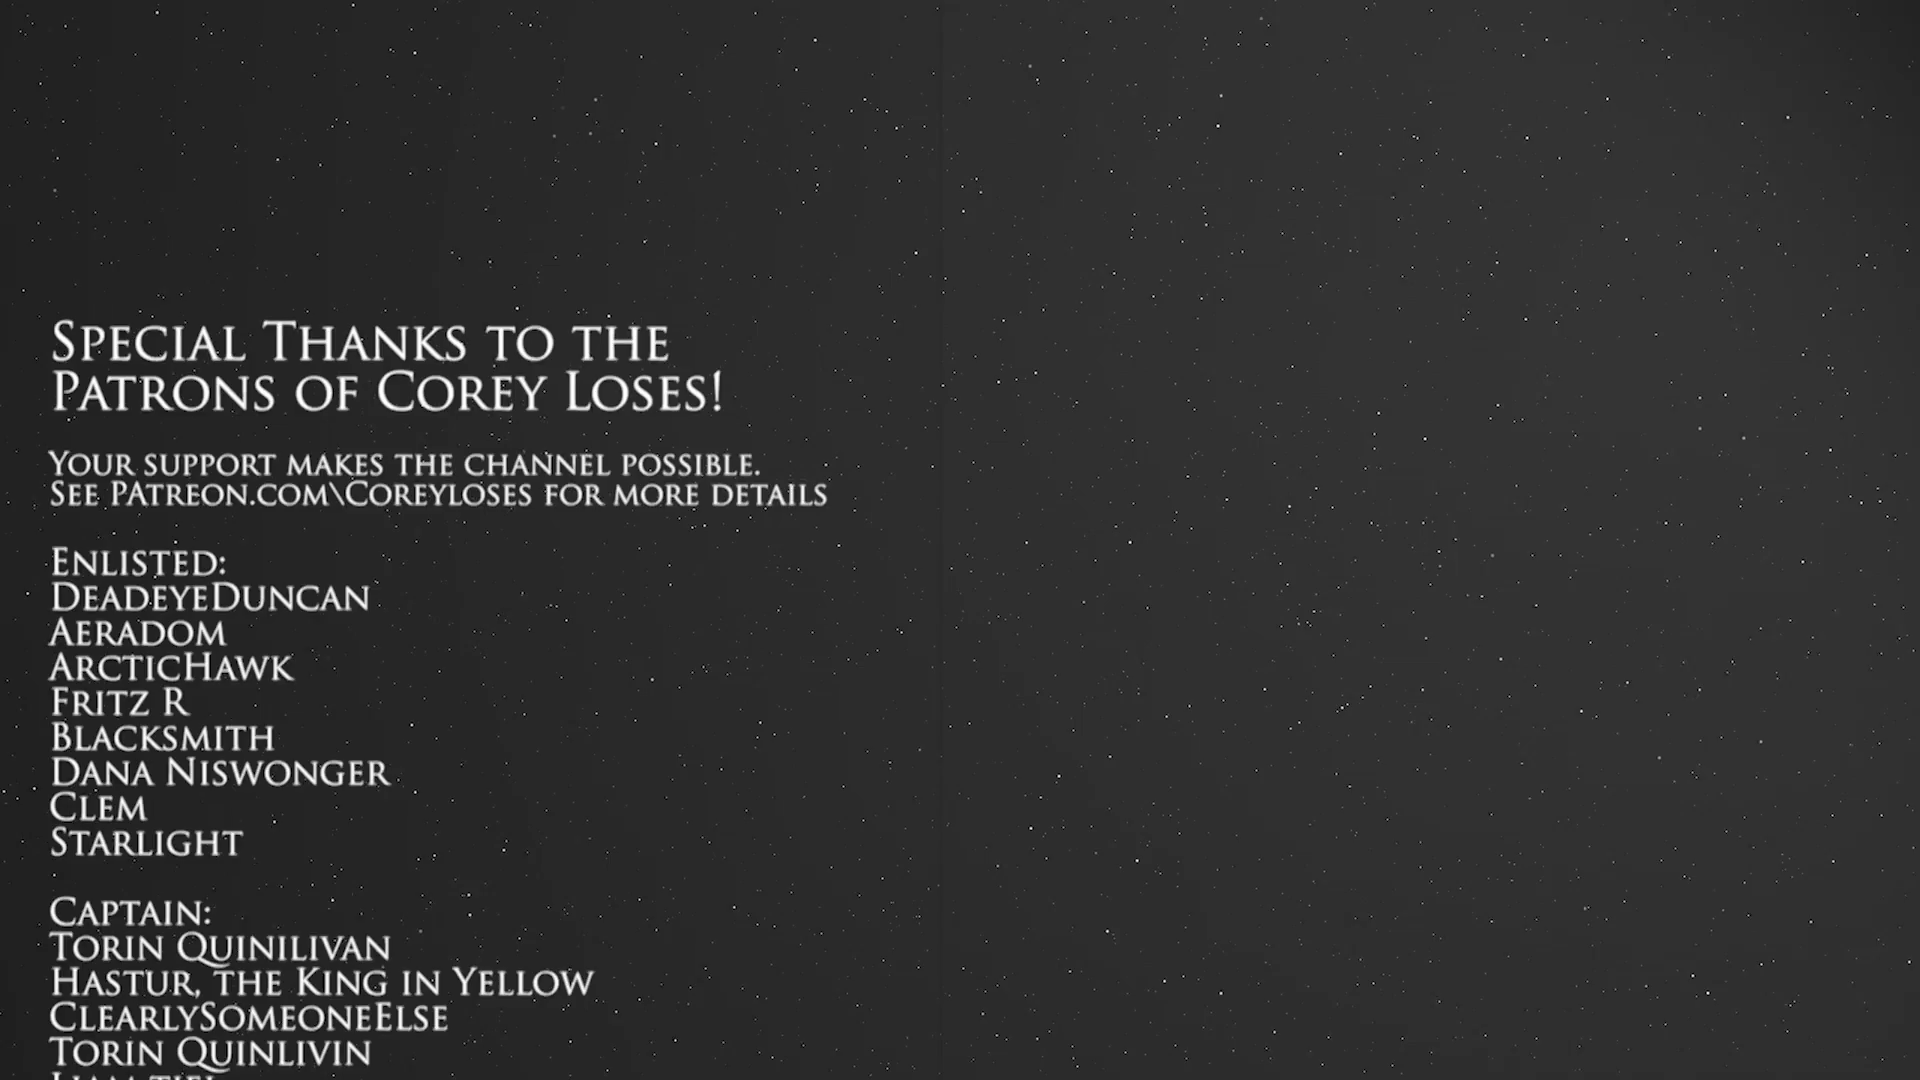 Special Thanks to the
Patrons of Corey Loses!
Your support makes the channel possible.
See Patreon.com\Coreyloses for more details
Enlisted:
DeadeyeDuncan
Aeradom
ArcticHawk
Fritz R
Blacksmith
Dana Niswonger
Clem
Starlight
Captain:
Torin Quinilivan
Hastur, the King in Yellow
ClearlySomeoneElse
Torin Quinlivin